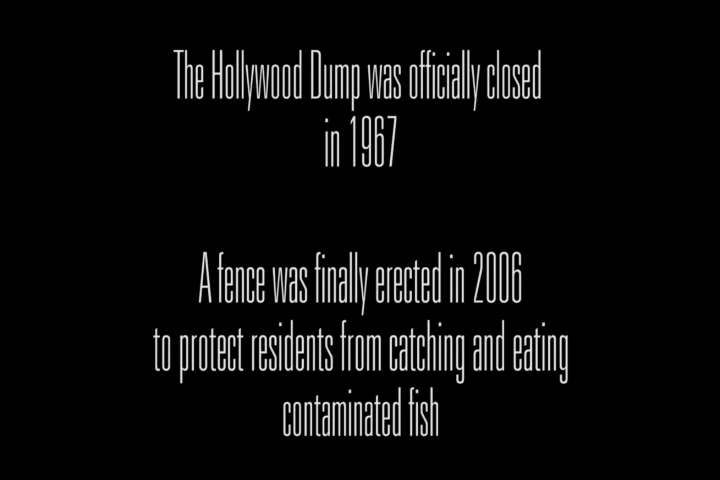 The Hollywood Dump was officially closed
in 1967
A fence was finally erected in 2006
to protect residents from catching and eating
contaminated fish